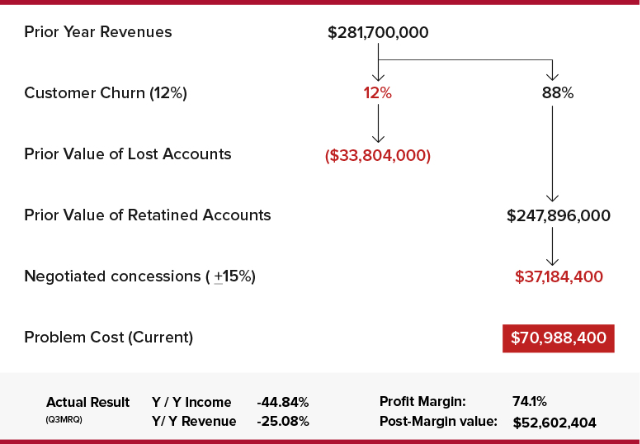 Prior Year Revenues $281,700,000
Customer Churn (12%) 12% 88%
Prior Value of Lost Accounts ($33,804,000)
Prior Value of Retatined Accounts $247,896,000
Negotiated concessions ( ±15%) $37,184,400
Problem Cost (Current) $70,988,400
Actual Result Y / Y Income -44.84% Profit Margin: 74.1%
(Q3MRQ) Y/ Y Revenue -25.08% Post-Margin value: $52,602,404